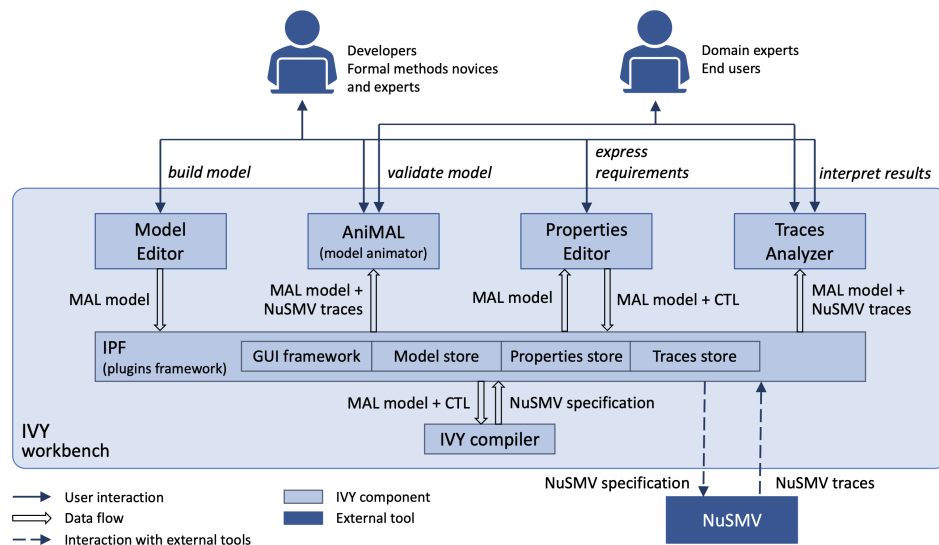 Developers
Formal methods novices
and experts
Domain experts
End users
build model
validate model
express
requirements
interpret results
Model
Editor
AniMAL
(model animator)
Properties
Editor
Traces
Analyzer
MAL model
MAL model +
NuSMV traces
MAL model
MAL model + CTL
MAL model +
NuSMV traces
IPF
(plugins framework)
GUI framework
Model store
Properties store
Traces store
MAL model + CTL
NuSMV specification
IVY compiler
IVY
workbench
NuSMV specification
NuSMV traces
NuSMV
User interaction
Data flow
Interaction with external tools
IVY component
External tool